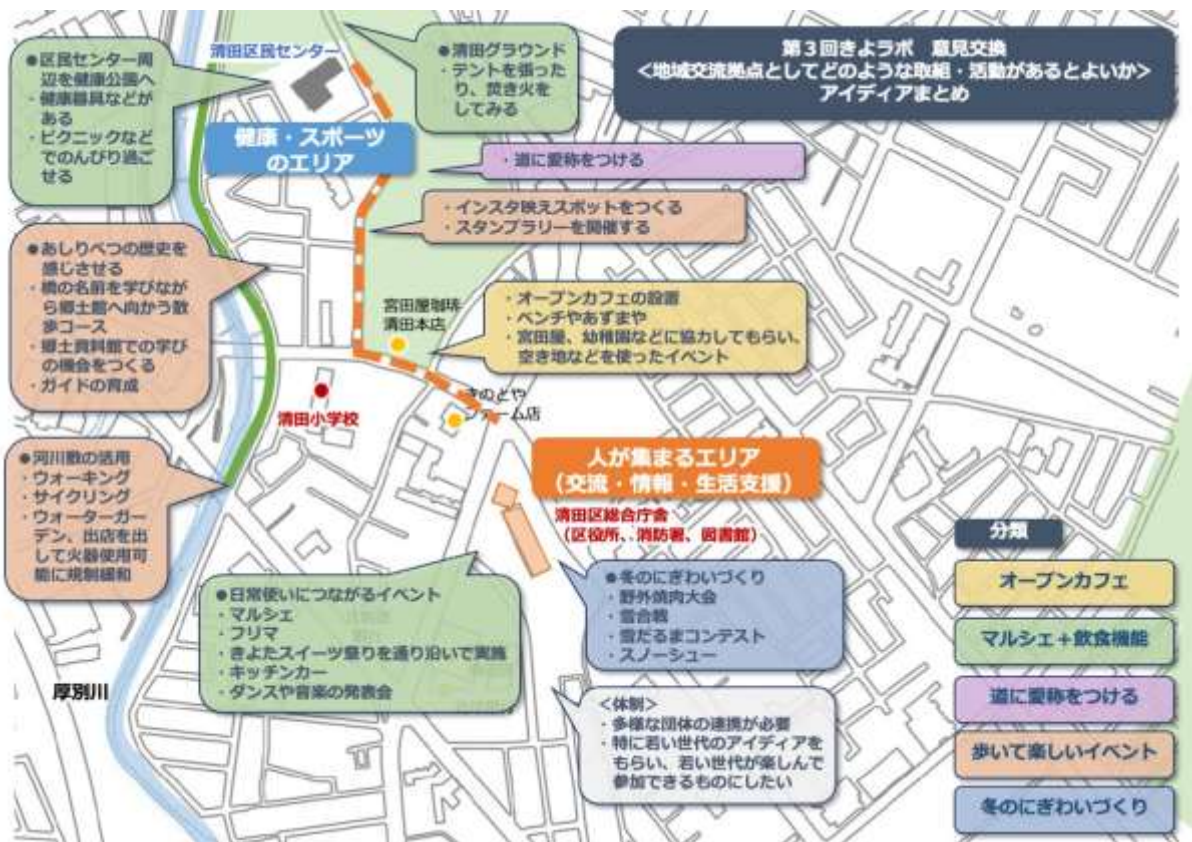 第3回きよラボ 意見交換
<地域交流拠点としてどのような取組・活動があるとよいか>
アイディアまとめ
●区民センター周
辺を健康公園へ
・健康器具などが
ある
・ピクニックなど
でのんびり過ご
せる
清田区民センター
●清田グラウンド
・テントを張った
り、焚き火を
してみる
健康・スポーツ
のエリア
・道に愛称をつける
・インスタ映えスポットをつくる
・スタンプラリーを開催する
●あしりべつの歴史を
感じさせる
・橋の名前を学びなが
ら郷土館へ向かう散
歩コース
・郷土資料館での学び
の機会をつくる
・ガイドの育成
宮田屋珈琲
清田本店
・オープンカフェの設置
・ベンチやあずまや
・宮田屋、幼稚園などに協力してもらい、
空き地などを使ったイベント
清田小学校
きのとや
ファーム店
●河川敷の活用
・ウォーキング
・サイクリング
・ウォーターガー
デン、出店を出
して火器使用可
能に規制緩和
人が集まるエリア
(交流・情報・生活支援)
清田区総合庁舎
(区役所、消防署、図書館)
●日常使いにつながるイベント
・マルシェ
・フリマ
・きよたスイーツ祭りを通り沿いで実施
・キッチンカー
・ダンスや音楽の発表会
●冬のにぎわいづくり
・野外焼肉大会
・雪合戦
・雪だるまコンテスト
・スノーシュー
厚別川
<体制>
・多様な団体の連携が必要
・特に若い世代のアイディアを
もらい、若い世代が楽しんで
参加できるものにしたい
分類
オープンカフェ
マルシェ+飲食機能
道に愛称をつける
歩いて楽しいイベント
冬のにぎわいづくり